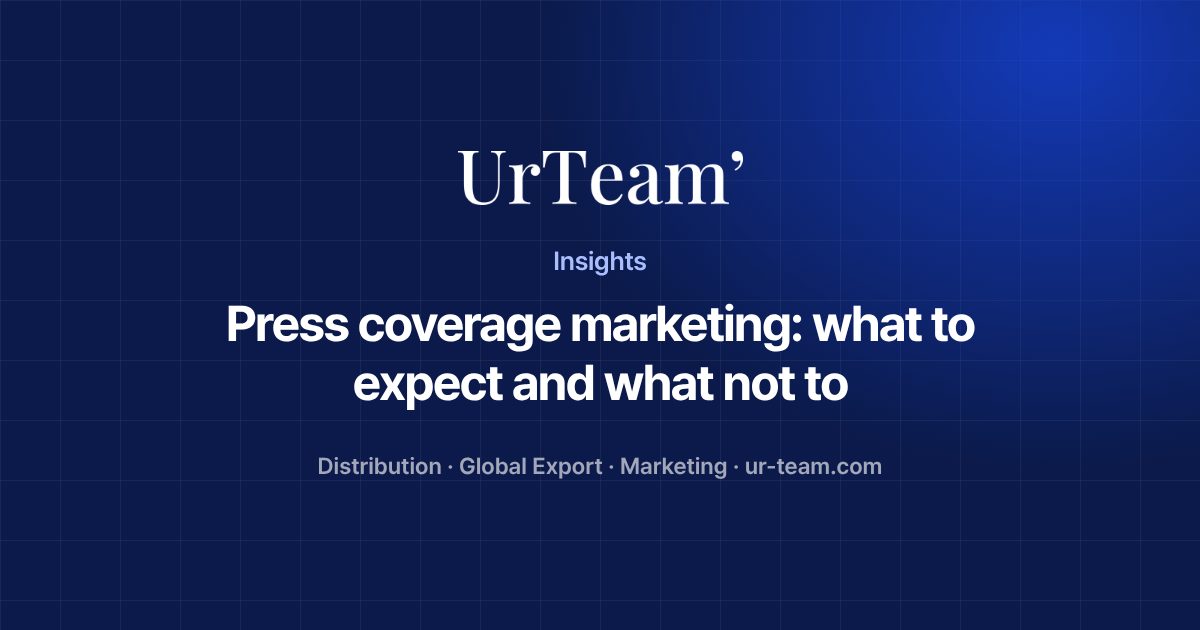 UrTeam’
Insights
Press coverage marketing: what to
expect and what not to
Distribution · Global Export · Marketing · ur-team.com